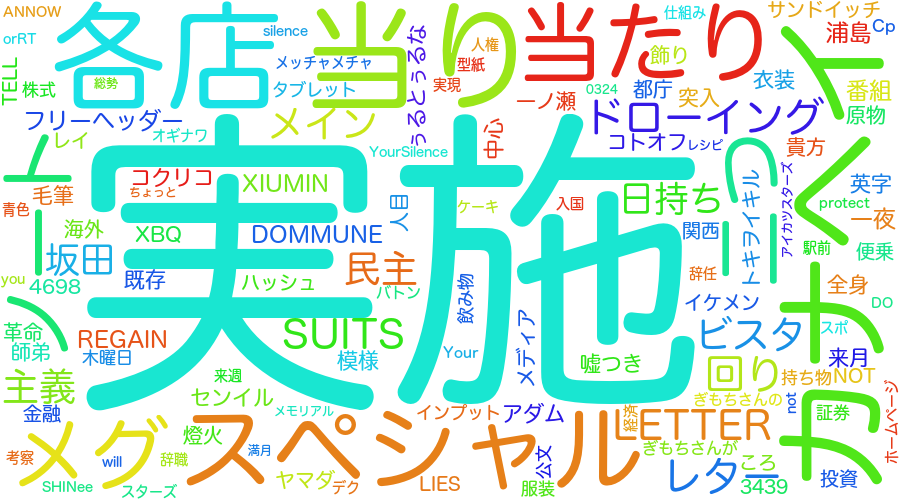 ANNOW
各店
silence
当り
当たり
仕組み
サンドイッチ
浦島
Cp
orRT
総勢
メッチャメチャ
ぅるとぅるな
人権
型紙
飾り
衣装
番組
TELL
株式
タブレット
実現
0324
都庁
突入
原物
フリーヘッダー
メイン
一ノ瀬
ドローイング
レイ
オギナワ
YourSilence
中心
コトオフ
レシピ
貴方
コクリコ
ちょっと
XIUMIN
実施
日持ち
トキヲイキル
アイカツスターズ
英字
protect
毛筆
青色
海外
XBQ
DOMMUNE
人目
ケーキ
入国
関西
駅前
一夜
便乗
you
坂田
4698
既存
ハッシュ
バトン
民主
飲み物
辞任
イケメン
全身
DO
革命
師弟
REGAIN
木曜日
SUITS
模様
Your
メディア
嘘つき
ビスタ
スポ
来月
主義
来週
センイル
回り
持ち物
NOT
金融
メモリアル
インプット
アダム
ぎもちさんの
not
証券
ホームページ
カナガく
メグ
燈火
スペシャル
LETTER
経済
ぎもちさんが
考察
will
辞職
満月
公文
レター
ころ
投資
SHINee
スターズ
ヤマダ
デク
LIES
服装
3439